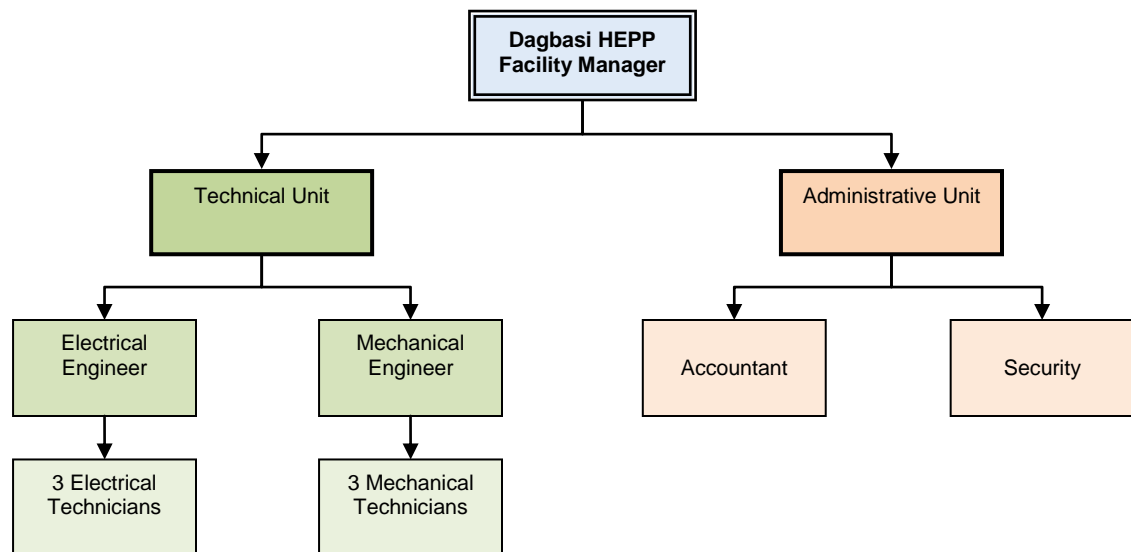 Dagbasi HEPP
Facility Manager
Technical Unit
Administrative Unit
Electrical
Engineer
Mechanical
Engineer
Accountant
Security
3 Electrical
Technicians
3 Mechanical
Technicians